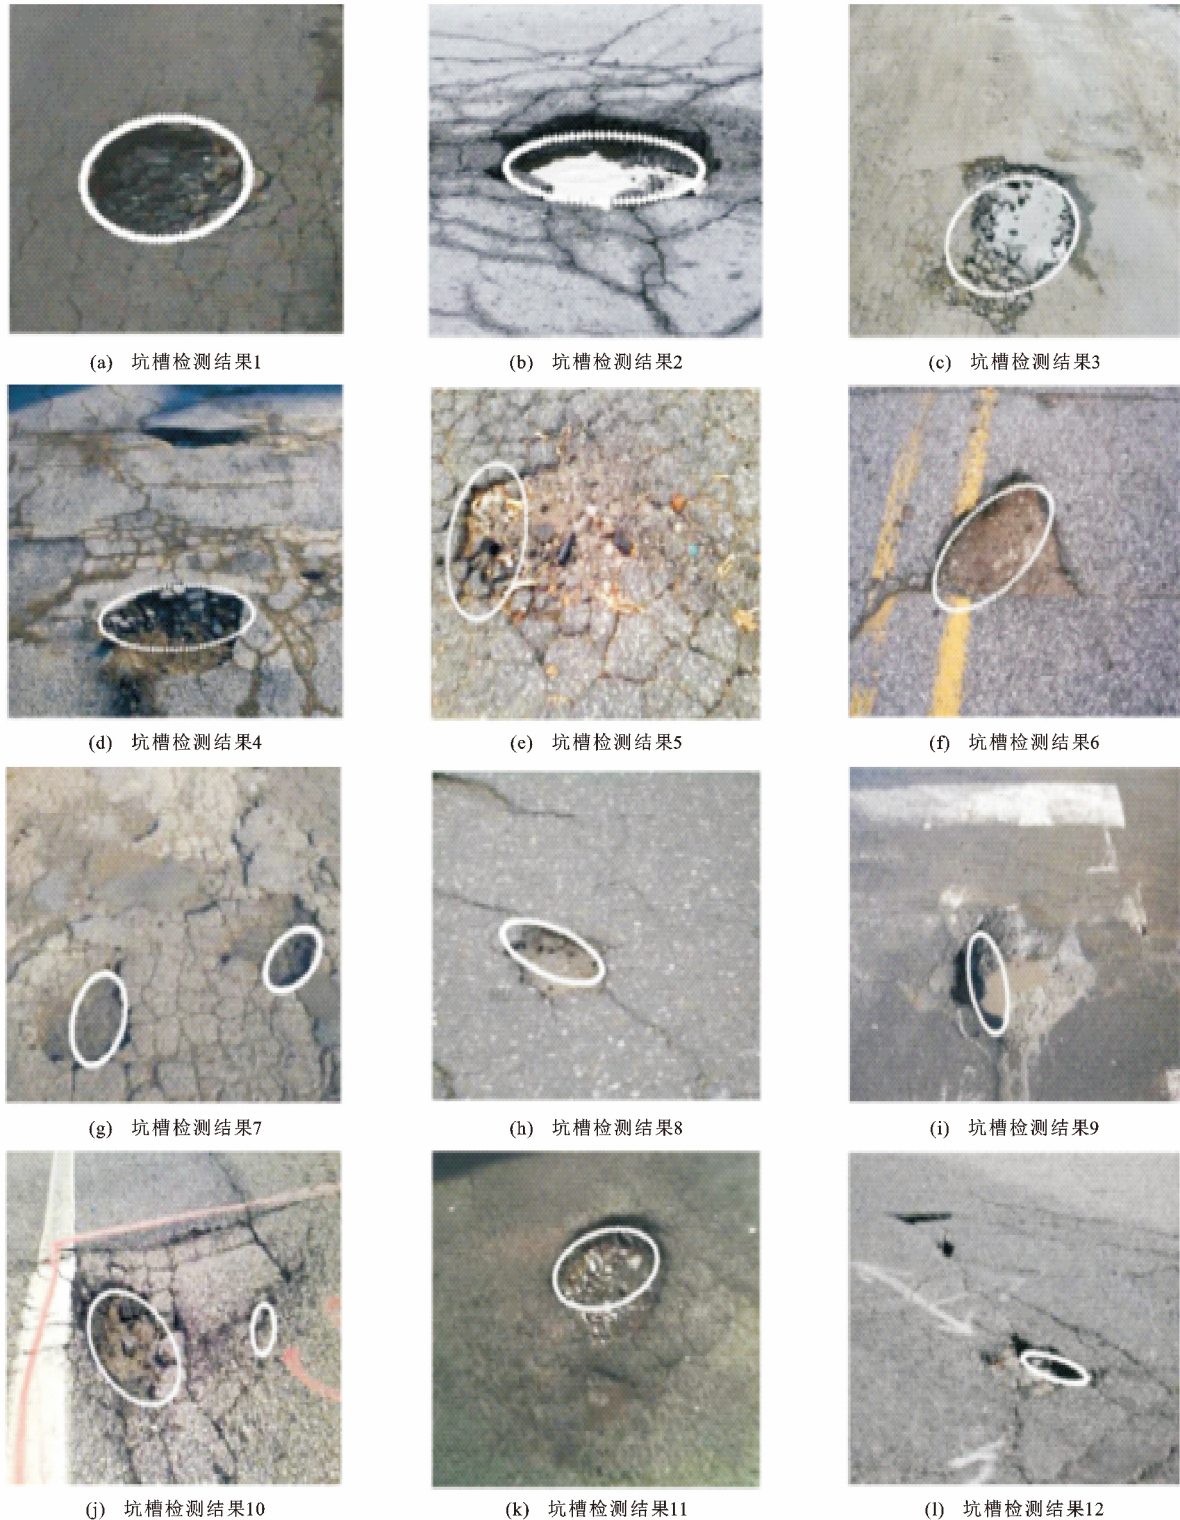 (a) 坑槽检测结果1
(b) 坑槽检测结果2
(c) 坑槽检测结果3
(d) 坑槽检测结果4
(e) 坑槽检测结果5
(f) 坑槽检测结果6
(g) 坑槽检测结果7
(h) 坑槽检测结果8
(i) 坑槽检测结果9
(j) 坑槽检测结果10
(k) 坑槽检测结果11
(l) 坑槽检测结果12